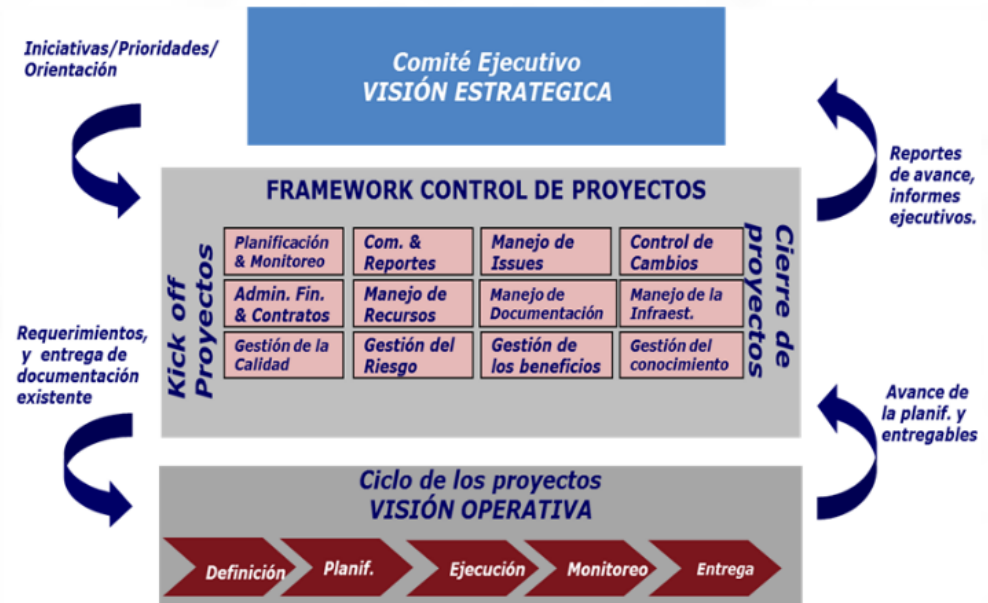 Iniciativas/Prioridades/
Orientación
Comité Ejecutivo
VISIÓN ESTRATEGICA
Reportes
de avance,
informes
ejecutivos.
FRAMEWORK CONTROL DE PROYECTOS
Kick off
Proyectos
Planificación
& Monitoreo
Com. &
Reportes
Manejo de
Issues
Control de
Cambios
Admin. Fin.
& Contratos
Manejo de
Recursos
Manejo de
Documentación
Manejo de la
Infraest.
Gestión de la
Calidad
Gestión del
Riesgo
Gestión de
los beneficios
Gestión del
conocimiento
Cierre de
proyectos
Requerimientos,
y entrega de
documentación
existente
Avance de
la planif. y
entregables
Ciclo de los proyectos
VISIÓN OPERATIVA
Definición
Planif.
Ejecución
Monitoreo
Entrega